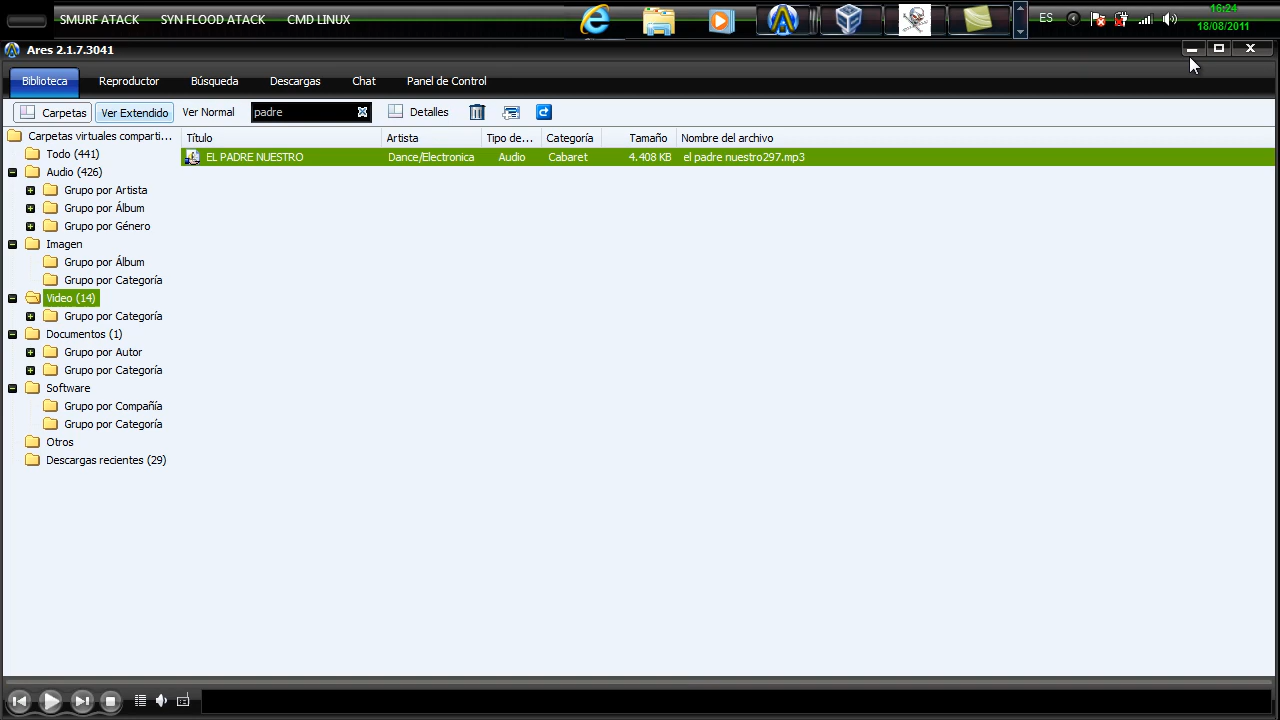 SMURF ATACK SYN FLOOD ATACK CMD LINUX ES 16:24
18/08/2011
Ares 2.1.7.3041
Biblioteca Reproductor Búsqueda Descargas Chat Panel de Control
Carpetas Ver Extendido Ver Normal padre Detalles
Carpetas virtuales comparti... Título Artista Tipo de... Categoría Tamaño Nombre del archivo
Todo (441) EL PADRE NUESTRO Dance/Electronica Audio Cabaret 4.408 KB el padre nuestro297.mp3
Audio (426)
Grupo por Artista
Grupo por Álbum
Grupo por Género
Imagen
Grupo por Álbum
Grupo por Categoría
Video (14)
Grupo por Categoría
Documentos (1)
Grupo por Autor
Grupo por Categoría
Software
Grupo por Compañía
Grupo por Categoría
Otros
Descargas recientes (29)